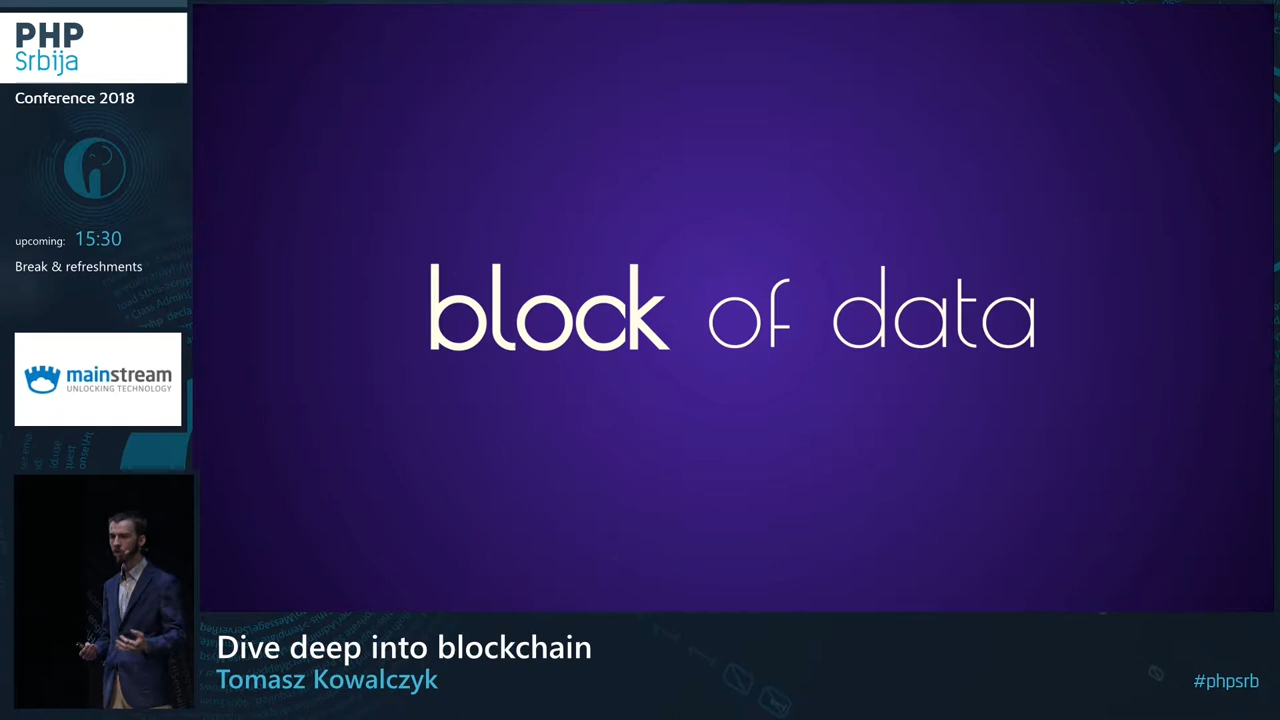 PHP
Srbija
Conference 2018
upcoming: 15:30
Break & refreshments
mainstream
UNLOCKING TECHNOLOGY
block of data
Dive deep into blockchain
Tomasz Kowalczyk
#phpsrb